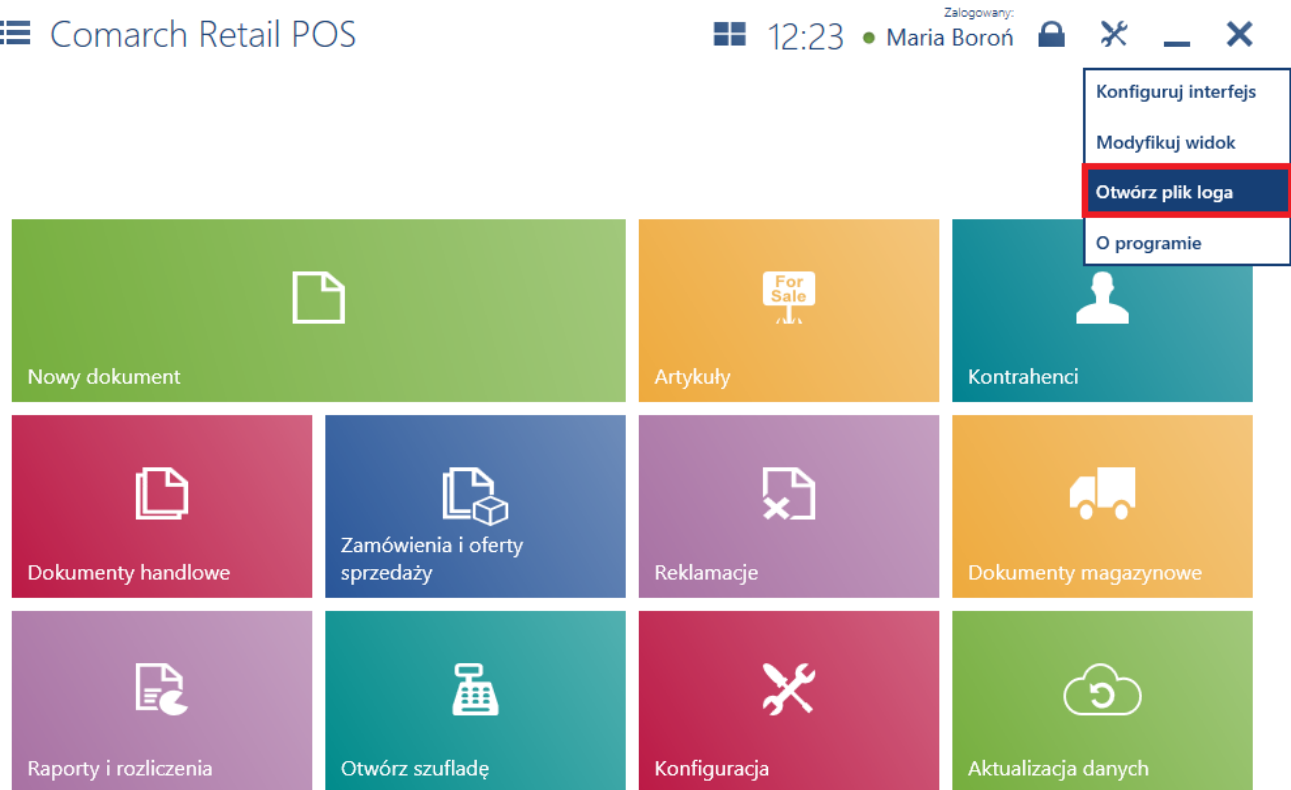 Comarch Retail POS
12:23
Zalogowany:
Maria Boroń
Konfiguruj interfejs
Modyfikuj widok
Otwórz plik loga
O programie
Nowy dokument
For
Sale
Artykuły
Kontrahenci
Dokumenty handlowe
Zamówienia i oferty
sprzedaży
Reklamacje
Dokumenty magazynowe
Raporty i rozliczenia
Otwórz szufladę
Konfiguracja
Aktualizacja danych